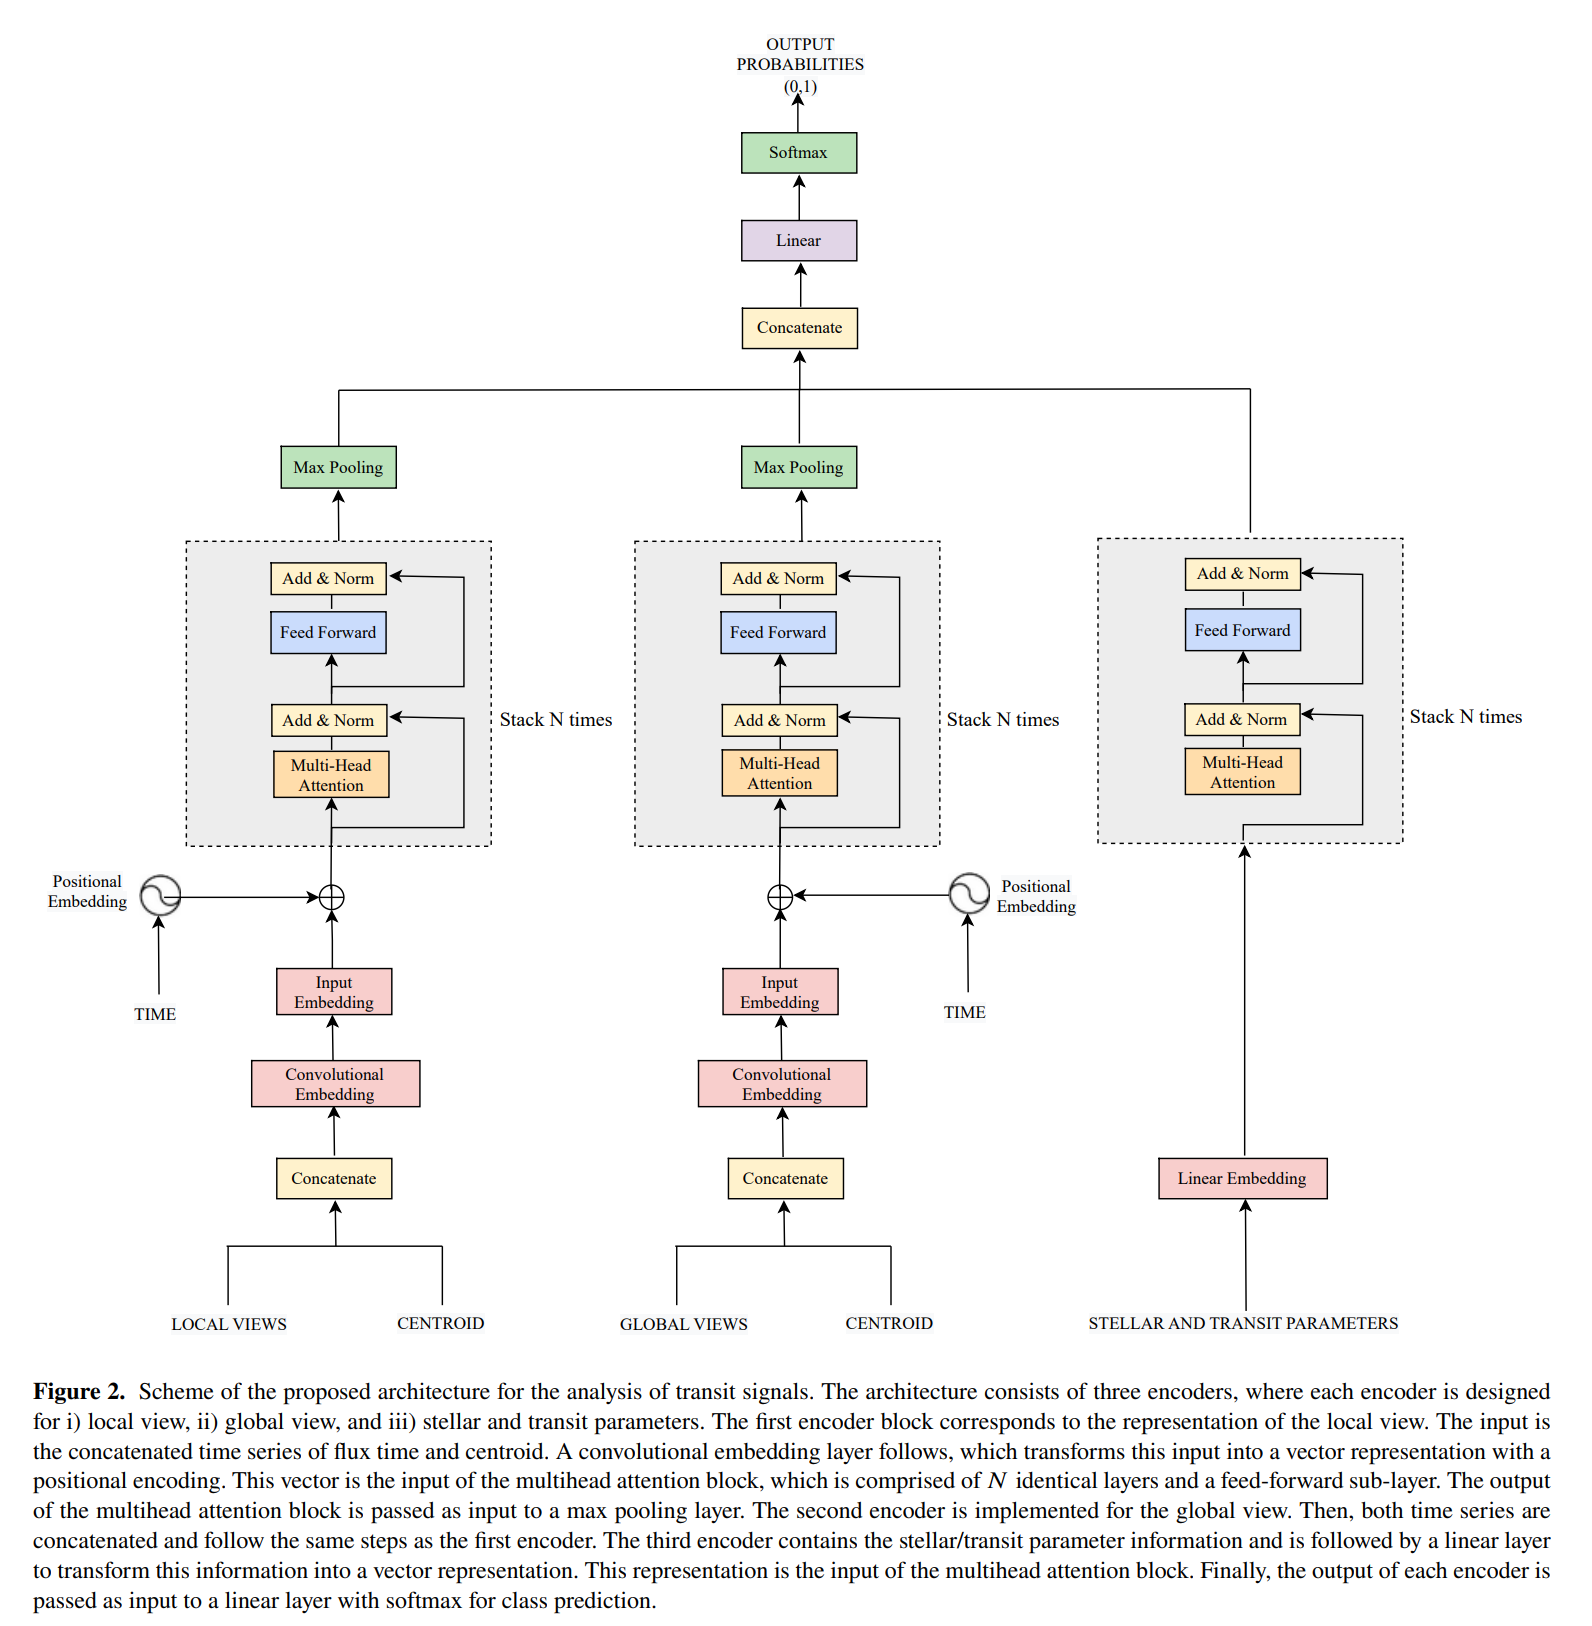 OUTPUT
PROBABILITIES
(0,1)
Softmax
Linear
Concatenate
Max Pooling
Max Pooling
Add & Norm
Feed Forward
Add & Norm
Multi-Head
Attention
Stack N times
Add & Norm
Feed Forward
Add & Norm
Multi-Head
Attention
Stack N times
Add & Norm
Feed Forward
Add & Norm
Multi-Head
Attention
Stack N times
Positional
Embedding
TIME
Input
Embedding
Convolutional
Embedding
Concatenate
LOCAL VIEWS
CENTROID
Positional
Embedding
TIME
Input
Embedding
Convolutional
Embedding
Concatenate
GLOBAL VIEWS
CENTROID
Linear Embedding
STELLAR AND TRANSIT PARAMETERS
Figure 2. Scheme of the proposed architecture for the analysis of transit signals. The architecture consists of three encoders, where each encoder is designed
for i) local view, ii) global view, and iii) stellar and transit parameters. The first encoder block corresponds to the representation of the local view. The input is
the concatenated time series of flux time and centroid. A convolutional embedding layer follows, which transforms this input into a vector representation with a
positional encoding. This vector is the input of the multihead attention block, which is comprised of N identical layers and a feed-forward sub-layer. The output
of the multihead attention block is passed as input to a max pooling layer. The second encoder is implemented for the global view. Then, both time series are
concatenated and follow the same steps as the first encoder. The third encoder contains the stellar/transit parameter information and is followed by a linear layer
to transform this information into a vector representation. This representation is the input of the multihead attention block. Finally, the output of each encoder is
passed as input to a linear layer with softmax for class prediction.